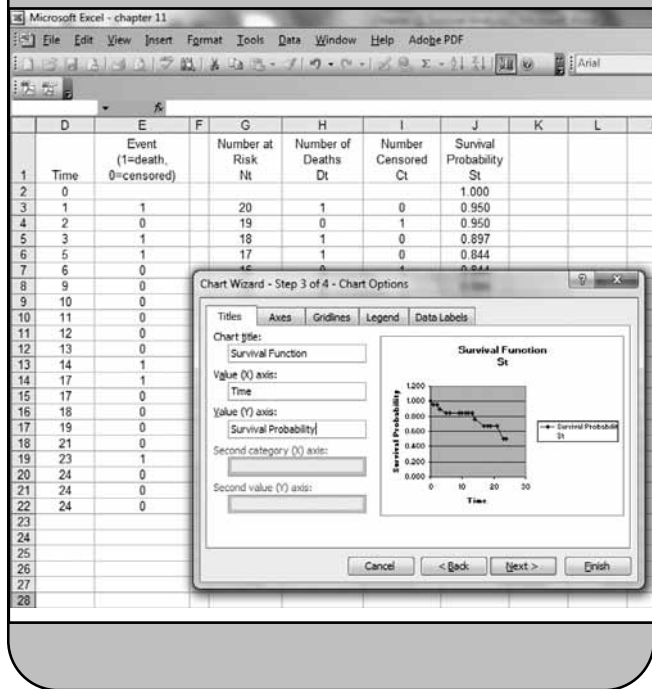 Microsoft Excel - chapter 11
File Edit View Insert Format Tools Data Window Help Adobe PDF
Arial
fx
D E F G H I J K L
Event Number at Number of Number Survival
(1=death, Risk Deaths Censored Probability
1 Time 0=censored) Nt Dt Ct St
2 0 1.000
3 1 1 20 1 0 0.950
4 2 0 19 0 1 0.950
5 3 1 18 1 0 0.897
6 5 1 17 1 0 0.844
7 6 0 16 0 1 0.844
8 9 0
9 10 0
10 11 0
11 12 0
12 13 0
13 14 1
14 17 1
15 17 0
16 18 0
17 19 0
18 21 0
19 23 1
20 24 0
21 24 0
22 24 0
23
24
25
26
27
28
Chart Wizard - Step 3 of 4 - Chart Options
Titles Axes Gridlines Legend Data Labels
Chart title:
Survival Function
Value (X) axis:
Time
Value (Y) axis:
Survival Probability
Second category (X) axis:
Second value (Y) axis:
Survival Function
St
Survival Probability
1.200
1.000
0.800
0.600
0.400
0.200
0.000
0 10 20 30
Time
Survival Probability
St
Cancel < Back Next > Finish